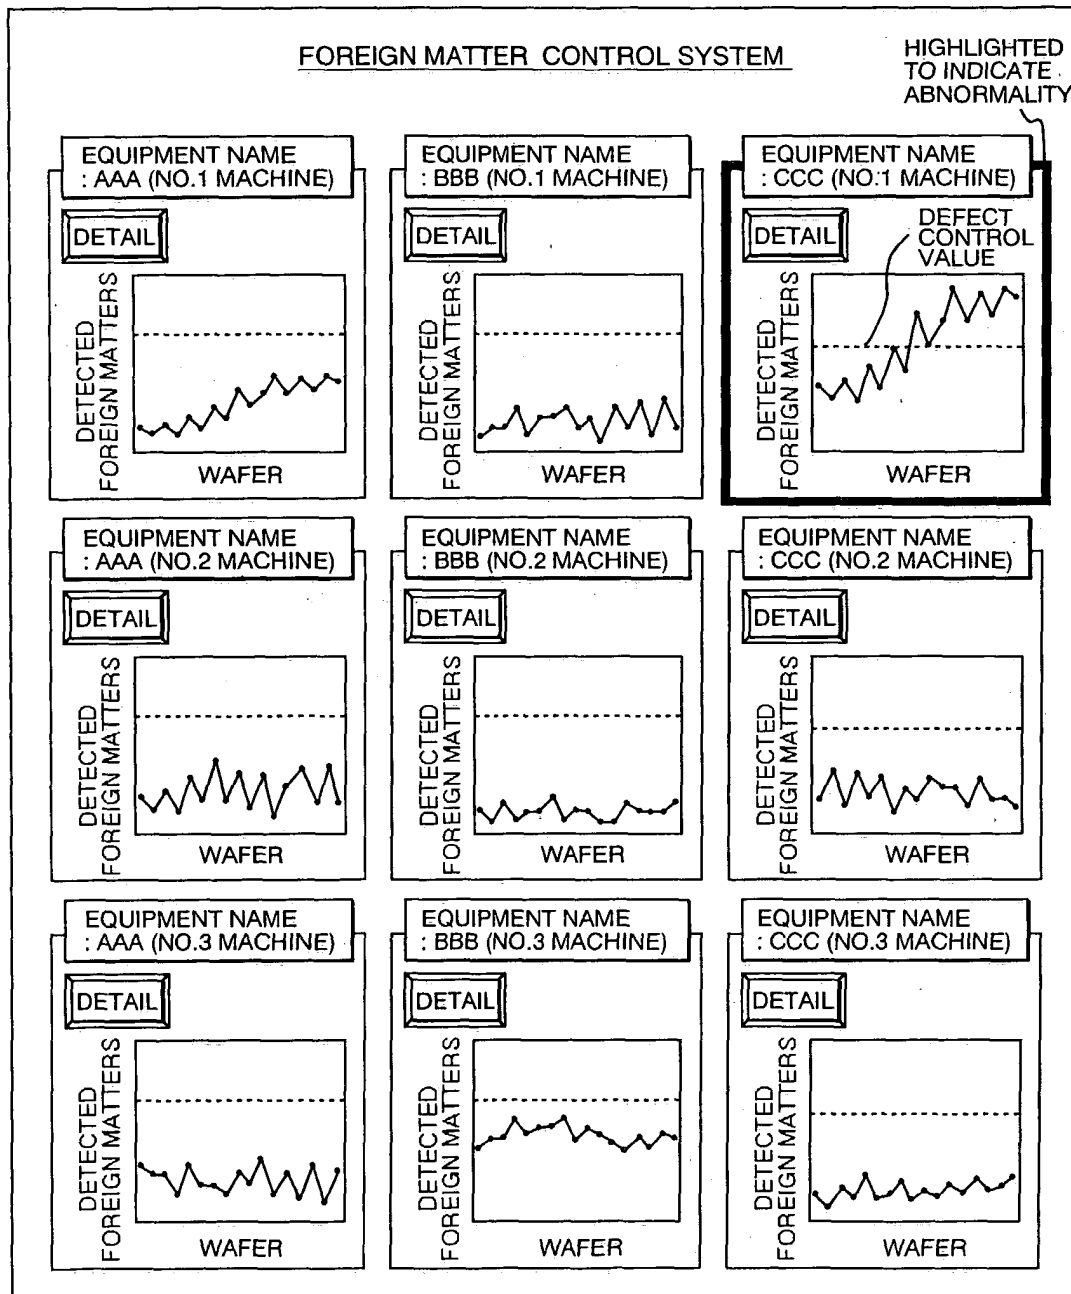 FOREIGN MATTER CONTROL SYSTEM
HIGHLIGHTED
TO INDICATE
ABNORMALITY
EQUIPMENT NAME
: AAA (NO.1 MACHINE)
DETAIL
DETECTED
FOREIGN MATTERS
WAFER
EQUIPMENT NAME
: BBB (NO.1 MACHINE)
DETAIL
DETECTED
FOREIGN MATTERS
WAFER
EQUIPMENT NAME
: CCC (NO.1 MACHINE)
DETAIL
DEFECT
CONTROL
VALUE
DETECTED
FOREIGN MATTERS
WAFER
EQUIPMENT NAME
: AAA (NO.2 MACHINE)
DETAIL
DETECTED
FOREIGN MATTERS
WAFER
EQUIPMENT NAME
: BBB (NO.2 MACHINE)
DETAIL
DETECTED
FOREIGN MATTERS
WAFER
EQUIPMENT NAME
: CCC (NO.2 MACHINE)
DETAIL
DETECTED
FOREIGN MATTERS
WAFER
EQUIPMENT NAME
: AAA (NO.3 MACHINE)
DETAIL
DETECTED
FOREIGN MATTERS
WAFER
EQUIPMENT NAME
: BBB (NO.3 MACHINE)
DETAIL
DETECTED
FOREIGN MATTERS
WAFER
EQUIPMENT NAME
: CCC (NO.3 MACHINE)
DETAIL
DETECTED
FOREIGN MATTERS
WAFER